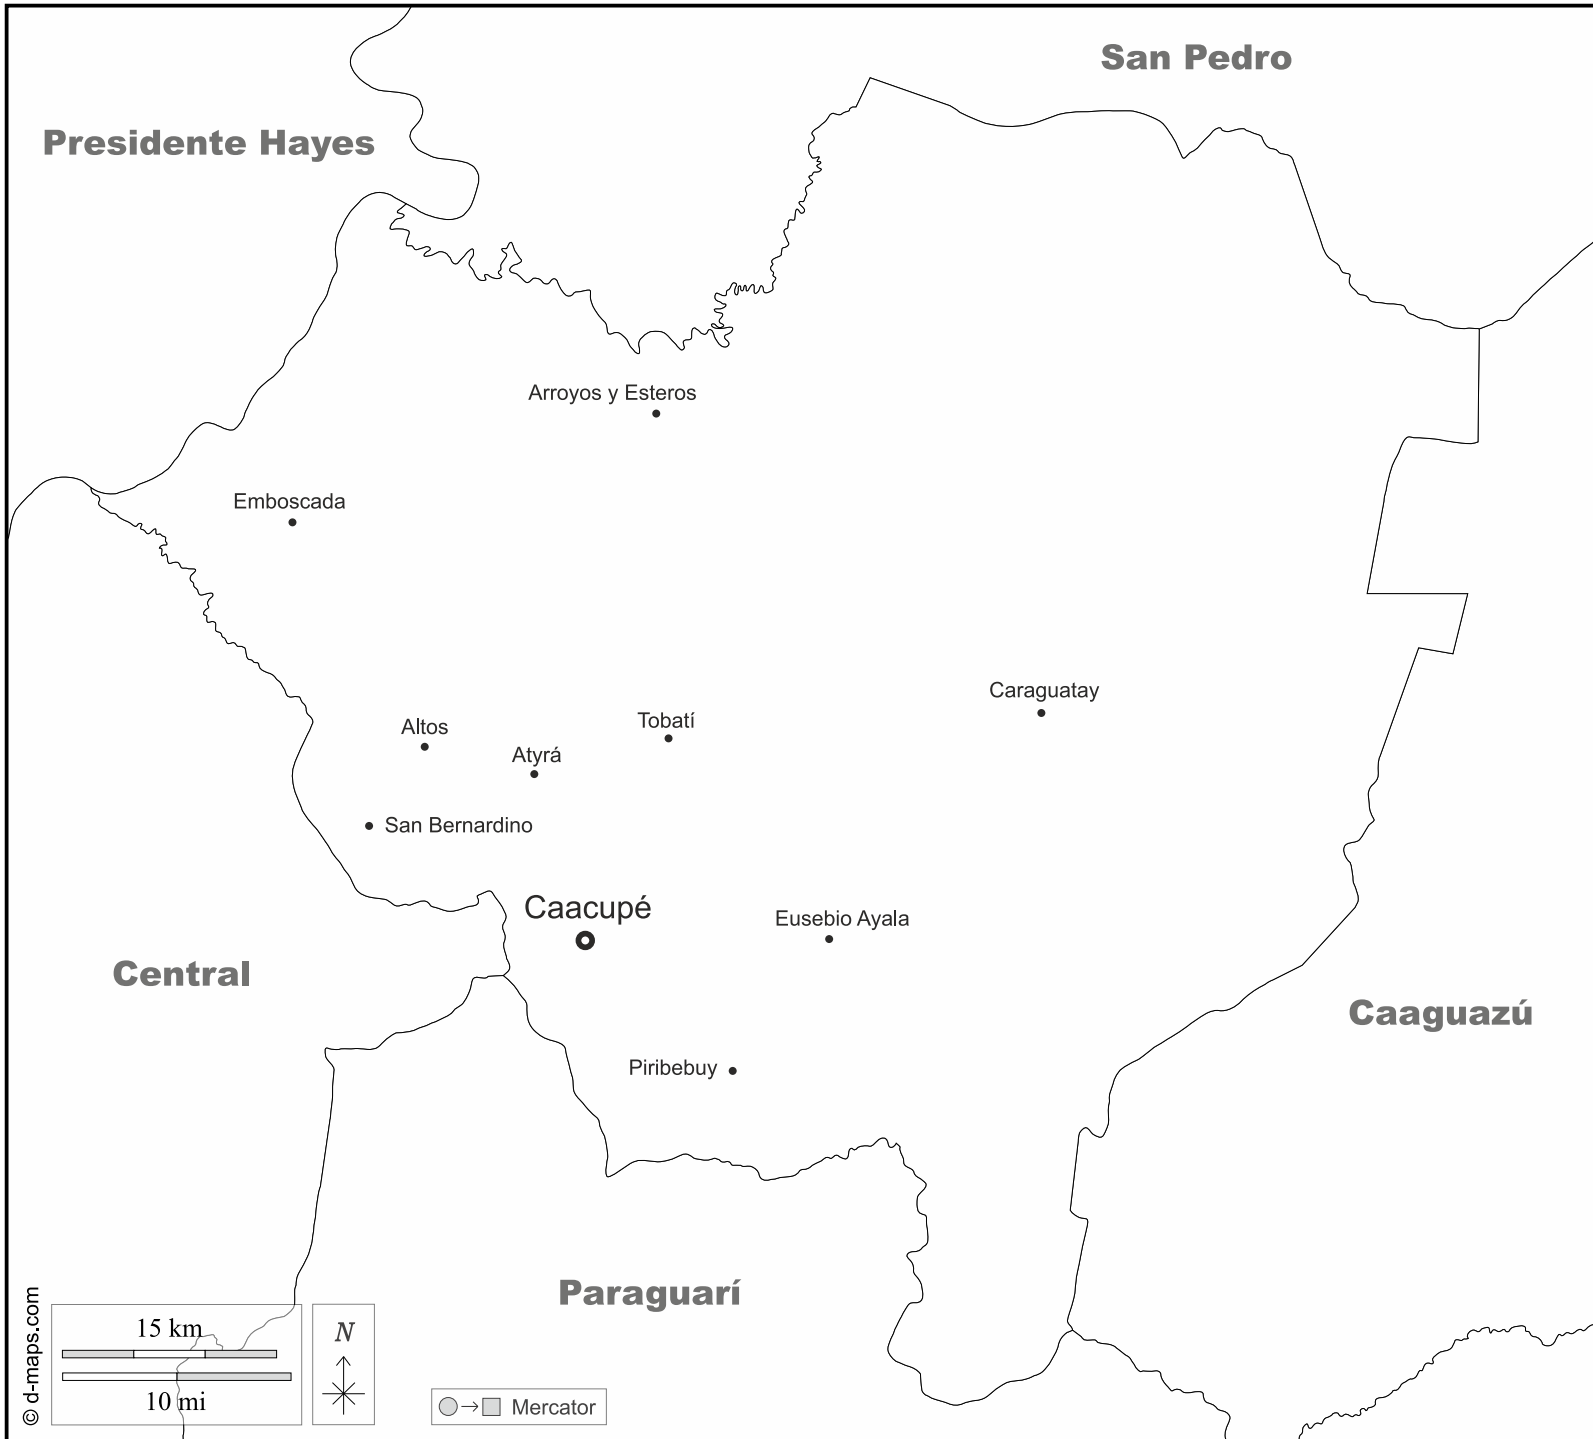 San Pedro
Presidente Hayes
Arroyos y Esteros
Emboscada
Caraguatay
Tobatí
Altos
Atyrá
San Bernardino
Caacupé
Eusebio Ayala
Central
Caaguazú
Piribebuy
Paraguarí
15 km
10 mi
N
Mercator
© d-maps.com